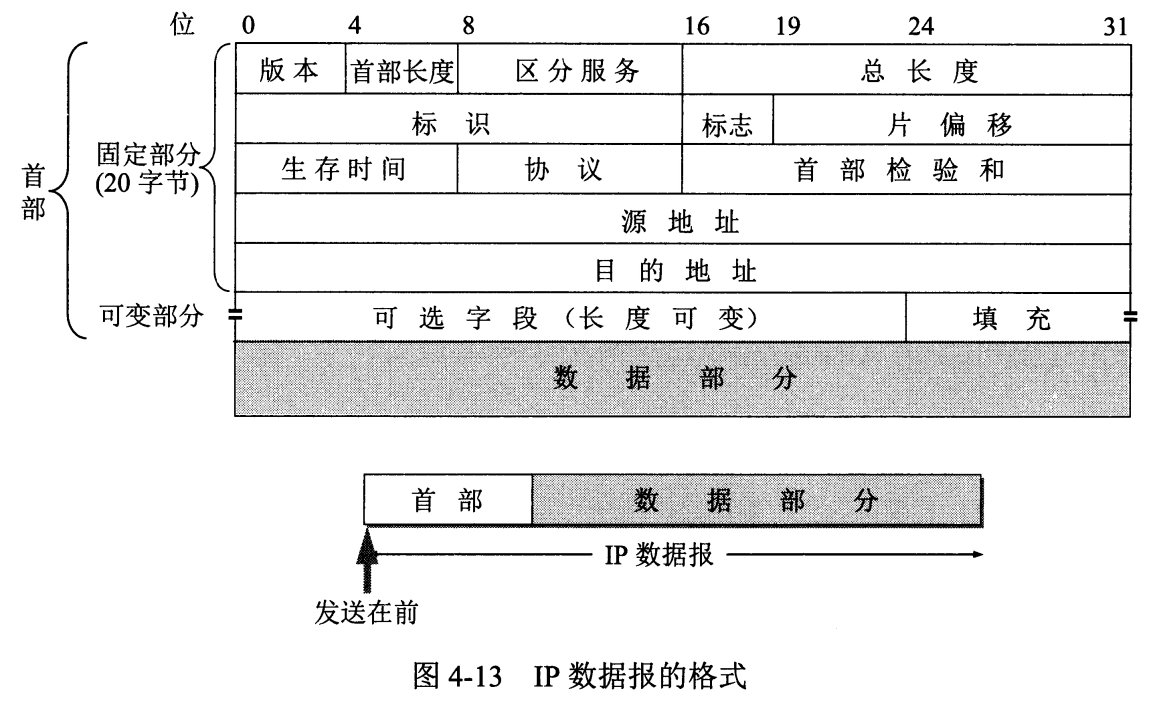 位 0 4 8 16 19 24 31
版本 首部长度 区分服务 总长度
标识 标志 片偏移
固定部分
(20 字节)
生存时间 协议 首部检验和
首部
源地址
目的地址
可变部分 可选字段（长度可变） 填充
数据部分
首部 数据部分
IP 数据报
发送在前
图 4-13 IP 数据报的格式